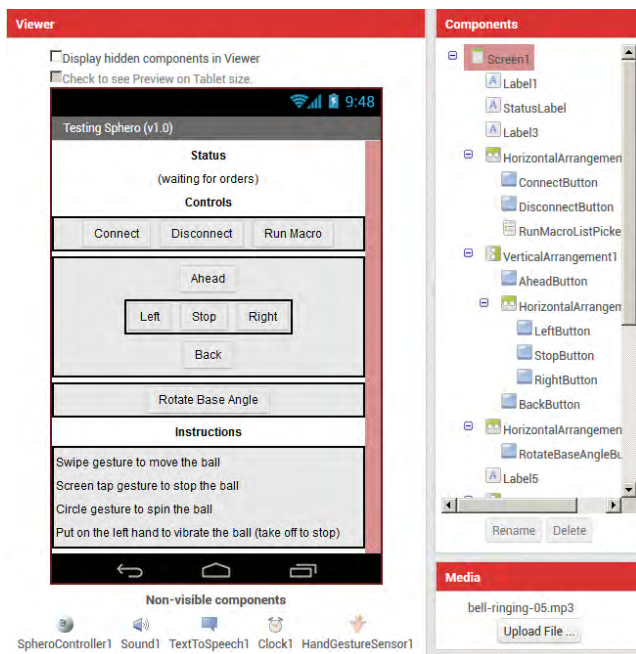 Viewer
Display hidden components in Viewer
Check to see Preview on Tablet size.
9:48
Testing Sphero (v1.0)
Status
(waiting for orders)
Controls
Connect Disconnect Run Macro
Ahead
Left Stop Right
Back
Rotate Base Angle
Instructions
Swipe gesture to move the ball
Screen tap gesture to stop the ball
Circle gesture to spin the ball
Put on the left hand to vibrate the ball (take off to stop)
Non-visible components
SpheroController1 Sound1 TextToSpeech1 Clock1 HandGestureSensor1
Components
Screen1
Label1
StatusLabel
Label3
HorizontalArrangemen
ConnectButton
DisconnectButton
RunMacroListPicke
VerticalArrangement1
AheadButton
HorizontalArrangem
LeftButton
StopButton
RightButton
BackButton
HorizontalArrangemen
RotateBaseAngleBu
Label5
Rename Delete
Media
bell-ringing-05.mp3
Upload File ...